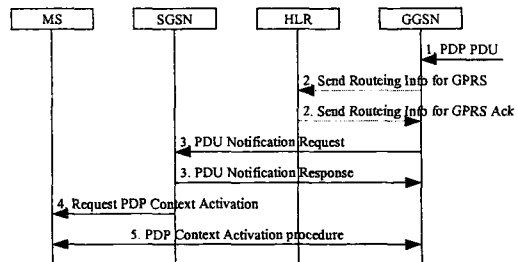 MS SGSN HLR GGSN
1. PDP PDU
2. Send Routeing Info for GPRS
2. Send Routeing Info for GPRS Ack
3. PDU Notification Request
3. PDU Notification Response
4. Request PDP Context Activation
5. PDP Context Activation procedure